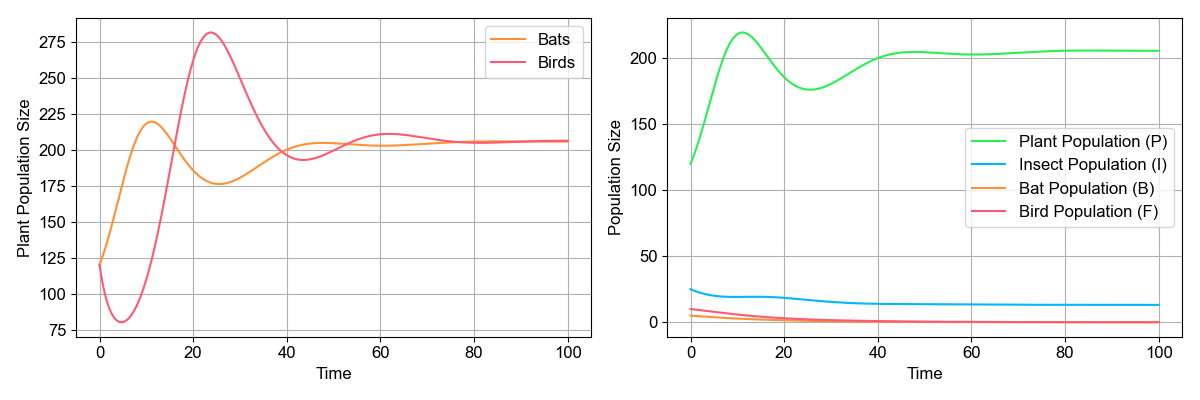 Plant Population Size
275
250
225
200
175
150
125
100
75
0 20 40 60 80 100
Time
Bats
Birds
Population Size
200
150
100
50
0
0 20 40 60 80 100
Time
Plant Population (P)
Insect Population (I)
Bat Population (B)
Bird Population (F)